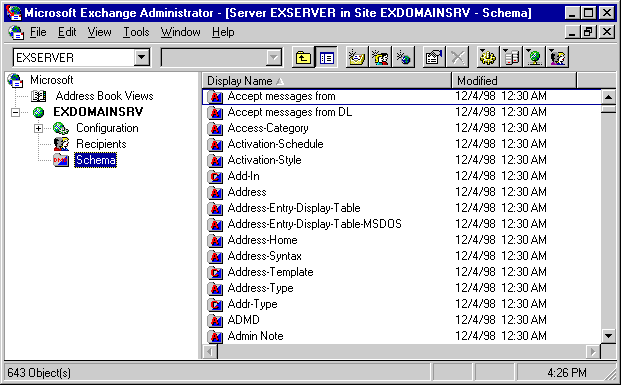 Microsoft Exchange Administrator - [Server EXSERVER in Site EXDOMAINSRV - Schema]
File Edit View Tools Window Help
EXSERVER
Microsoft
Address Book Views
EXDOMAINSRV
Configuration
Recipients
Schema
Display Name Modified
Accept messages from 12/4/98 12:30 AM
Accept messages from DL 12/4/98 12:30 AM
Access-Category 12/4/98 12:30 AM
Activation-Schedule 12/4/98 12:30 AM
Activation-Style 12/4/98 12:30 AM
Add-In 12/4/98 12:30 AM
Address 12/4/98 12:30 AM
Address-Entry-Display-Table 12/4/98 12:30 AM
Address-Entry-Display-Table-MSDOS 12/4/98 12:30 AM
Address-Home 12/4/98 12:30 AM
Address-Syntax 12/4/98 12:30 AM
Address-Template 12/4/98 12:30 AM
Address-Type 12/4/98 12:30 AM
Addr-Type 12/4/98 12:30 AM
ADMD 12/4/98 12:30 AM
Admin Note 12/4/98 12:30 AM
643 Object(s) 4:26 PM